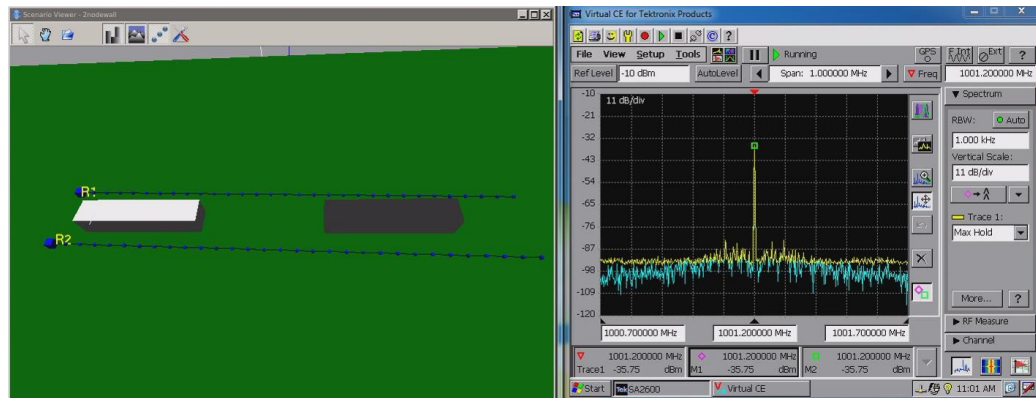 Scenario Viewer - 2nodewall
R1
R2
Virtual CE for Tektronix Products
File View Setup Tools Running GPS F.Int Ext ?
Ref Level -10 dBm AutoLevel Span: 1.000000 MHz Freq 1001.200000 MHz
-10
11 dB/div
-21
-32
-43
-54
-65
-76
-87
-98
-109
-120
1000.700000 MHz 1001.200000 MHz 1001.700000 MHz
1001.200000 MHz 1001.200000 MHz 1001.200000 MHz
Trace1 -35.75 dBm M1 -35.75 dBm M2 -35.75 dBm
Spectrum
RBW: Auto
1.000 kHz
Vertical Scale:
11 dB/div
Trace 1:
Max Hold
More... ?
RF Measure
Channel
Start Tek SA2600 Virtual CE 11:01 AM